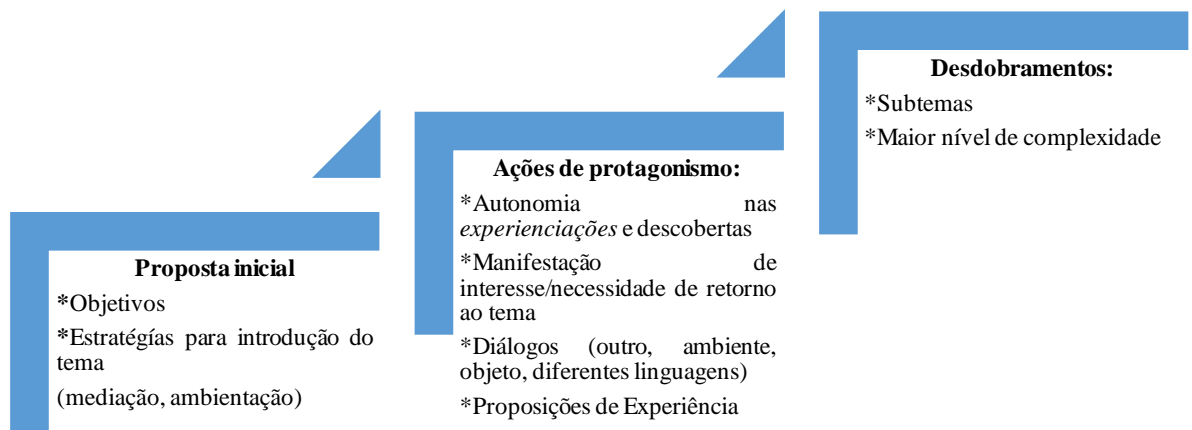 Proposta inicial
*Objetivos
*Estratégías para introdução do
tema
(mediação, ambientação)
Ações de protagonismo:
*Autonomia nas
experienciações e descobertas
*Manifestação de
interesse/necessidade de retorno
ao tema
*Diálogos (outro, ambiente,
objeto, diferentes linguagens)
*Proposições de Experiência
Desdobramentos:
*Subtemas
*Maior nível de complexidade